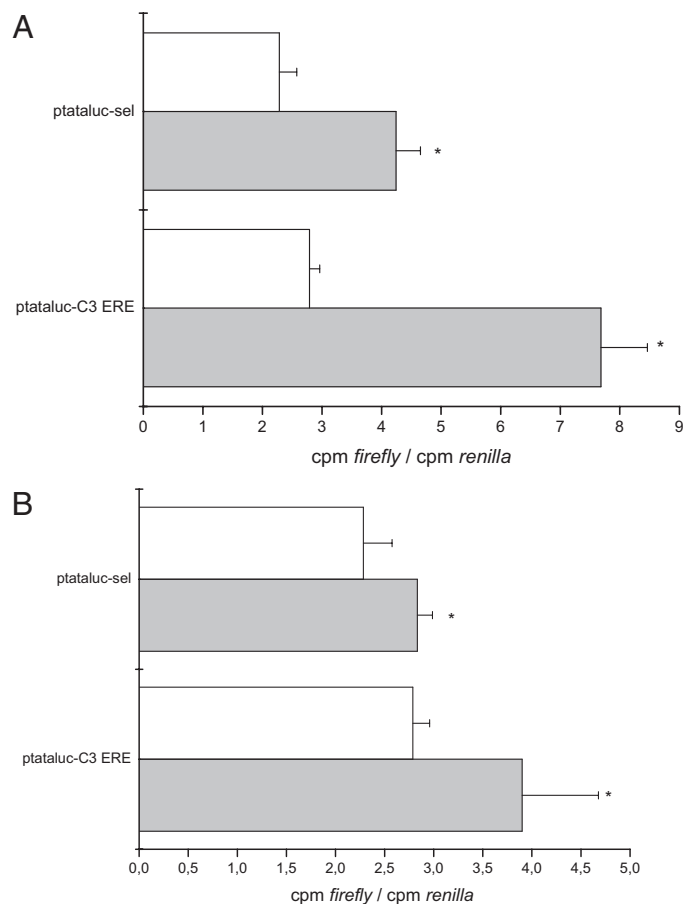 A
ptataluc-sel
*
ptataluc-C3 ERE
*
0 1 2 3 4 5 6 7 8 9
cpm firefly / cpm renilla
B
ptataluc-sel
*
ptataluc-C3 ERE
*
0,0 0,5 1,0 1,5 2,0 2,5 3,0 3,5 4,0 4,5 5,0
cpm firefly / cpm renilla